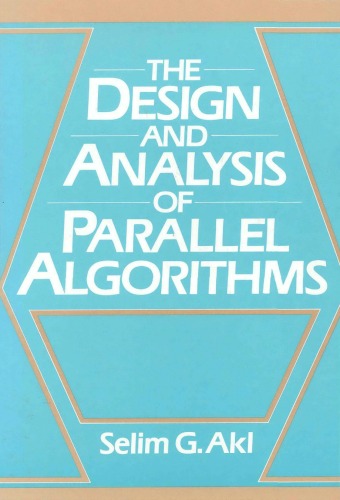 THE
DESIGN
AND
ANALYSIS
OF
PARALLEL
ALGORITHMS
Selim G. Akl